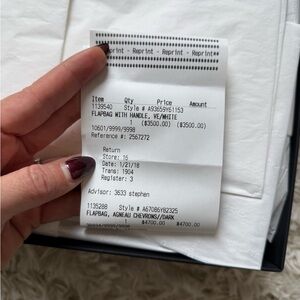 Reprint - Reprint - Reprint - Reprint**
Item Qty Price Amount
1139540 Style # A93659Y61153
FLAPBAG WITH HANDLE, VE/WHITE
1 ($3500.00) ($3500.00)
10601/9999/9998
Reference #: 2567272
Return
Store: 16
Date: 1/21/18
Trans: 1904
Register: 3
Advisor: 3633 stephen
1135288 Style # A67086Y82325
FLAPBAG, AGNEAU CHEVRONS//DARK
1 $4700.00 $4700.00